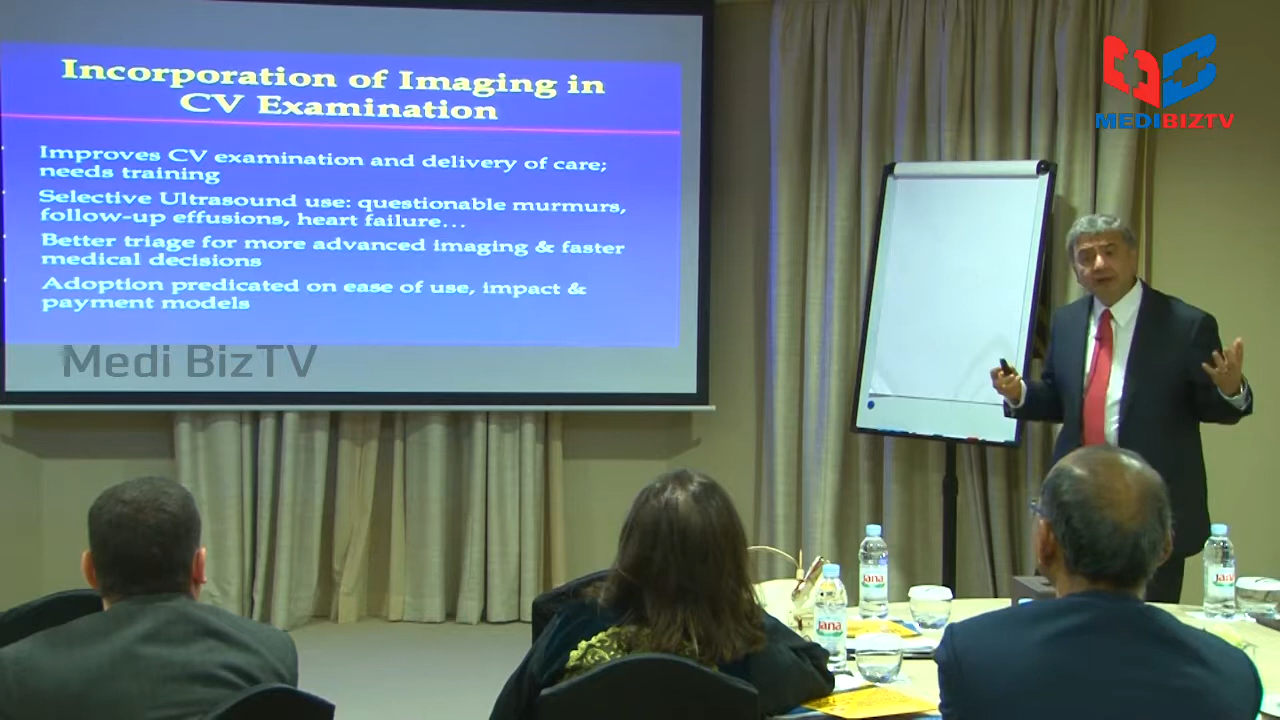 Incorporation of Imaging in
CV Examination
Improves CV examination and delivery of care;
needs training
Selective Ultrasound use: questionable murmurs,
follow-up effusions, heart failure...
Better triage for more advanced imaging & faster
medical decisions
Adoption predicated on ease of use, impact &
payment models
Medi BizTV
MEDIBIZTV
Jana
Jana
Jana